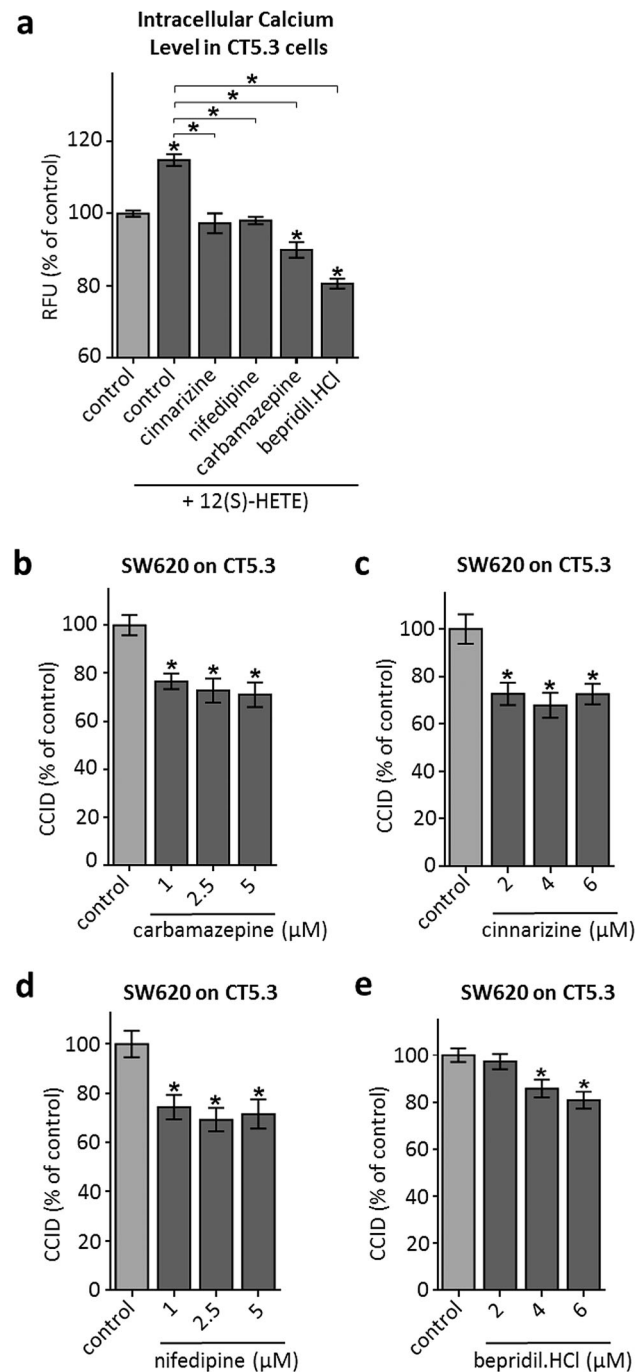 a
Intracellular Calcium
Level in CT5.3 cells
RFU (% of control)
120
100
80
60
*
*
*
*
*
*
*
control
control
cinnarizine
nifedipine
carbamazepine
bepridil.HCl
+ 12(S)-HETE)
b
SW620 on CT5.3
CCID (% of control)
100
80
60
40
20
0
*
*
*
control
1
2.5
5
carbamazepine (μM)
c
SW620 on CT5.3
CCID (% of control)
100
80
60
40
20
0
*
*
*
control
2
4
6
cinnarizine (μM)
d
SW620 on CT5.3
CCID (% of control)
100
80
60
40
20
0
*
*
*
control
1
2.5
5
nifedipine (μM)
e
SW620 on CT5.3
CCID (% of control)
100
80
60
40
20
0
*
*
control
2
4
6
bepridil.HCl (μM)